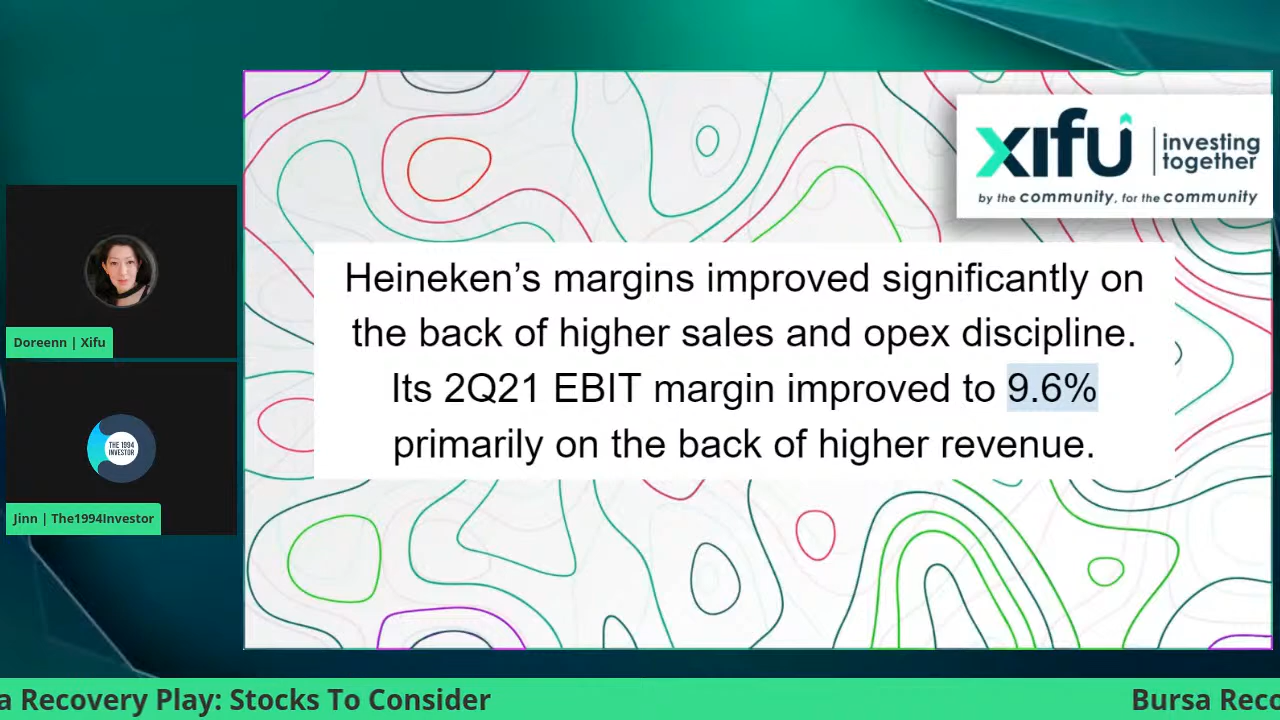 xifu
investing
together
by the community, for the community
Heineken’s margins improved significantly on
the back of higher sales and opex discipline.
Its 2Q21 EBIT margin improved to 9.6%
primarily on the back of higher revenue.
Doreenn | Xifu
THE 1994
INVESTOR
Jinn | The1994Investor
a Recovery Play: Stocks To Consider
Bursa Reco